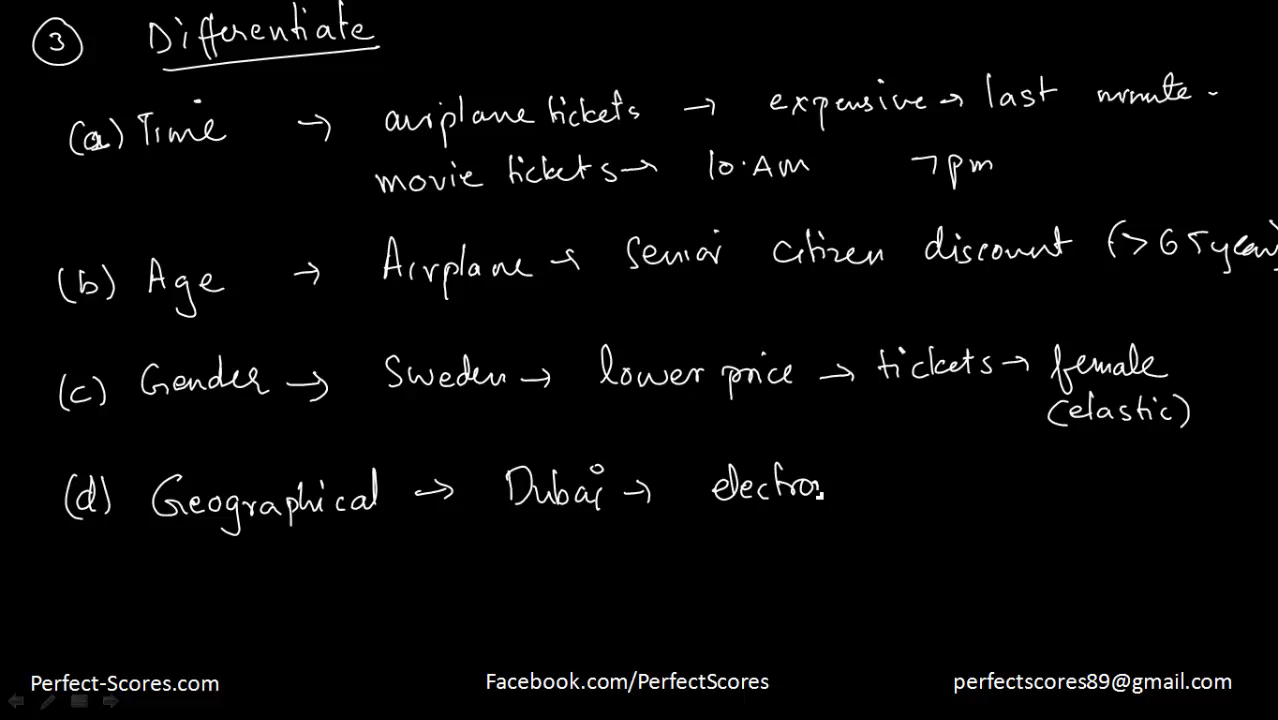 3 Differentiate
(a) Time → airplane tickets → expensive → last minute -
movie tickets → 10.AM 7pm
(b) Age → Airplane → Senior citizen discount (>65 years)
(c) Gender → Sweden → lower price → tickets → female
(elastic)
(d) Geographical → Dubai → electron
Perfect-Scores.com Facebook.com/PerfectScores perfectscores89@gmail.com